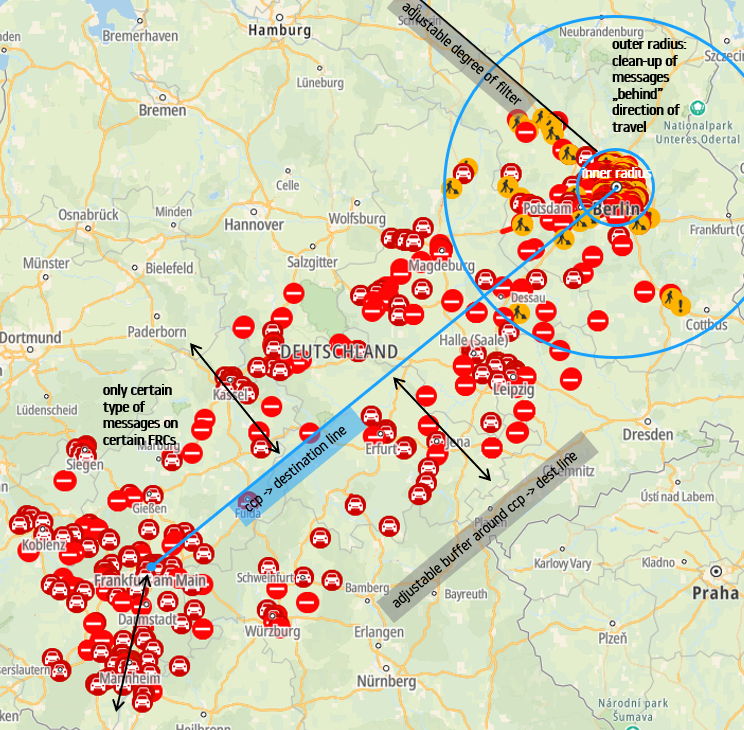 Bremerhaven
Hamburg
adjustable degree of filter
Neubrandenburg
outer radius:
clean-up of
messages
„behind”
direction of
travel
Lüneburg
Bremen
Nationalpark
Unteres Odertal
inner radius
Celle
Potsdam
Berlin
Osnabrück
Minden
Hannover
Wolfsburg
Frankfurt (O
Münster
Bielefeld
Salzgitter
Magdeburg
Dessau
Cottbus
Dortmund
Paderborn
DEUTSCHLAND
Halle (Saale)
Leipzig
only certain
type of
messages on
certain FRCs
Lüdenscheid
Kassel
Marburg
Siegen
Erfurt
Jena
Dresden
Chemnitz
ccp -> destination line
Fulda
Gießen
Ústí nad Labem
Koblenz
adjustable buffer around ccp -> dest line
Karlovy Vary
Kladno
Praha
Frankfurt am Main
Schweinfurt
Bamberg
Bayreuth
Darmstadt
Würzburg
Erlangen
Plzeň
serslautern
Mannheim
Nürnberg
Národní park
Šumava
Heilbronn